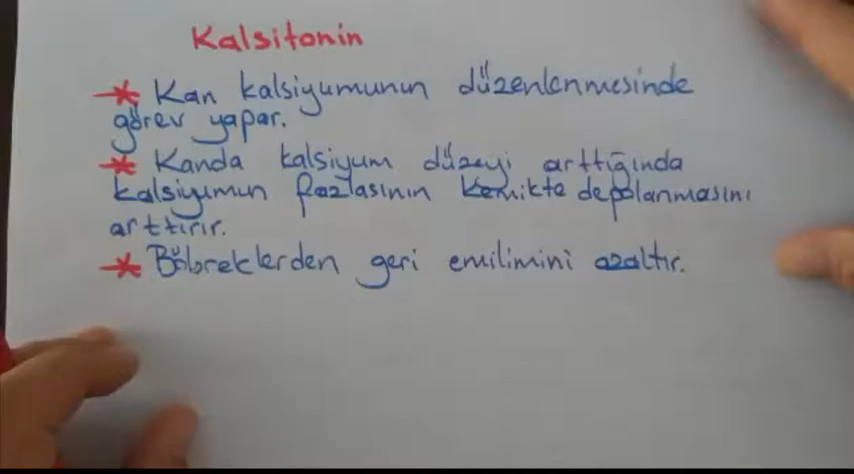 Kalsitonin
* Kan kalsiyumunun düzenlenmesinde
görev yapar.
* Kanda kalsiyum düzeyi arttığında
kalsiyumun fazlasının kemikte depolanmasını
arttırır.
* Böbreklerden geri emilimini azaltır.